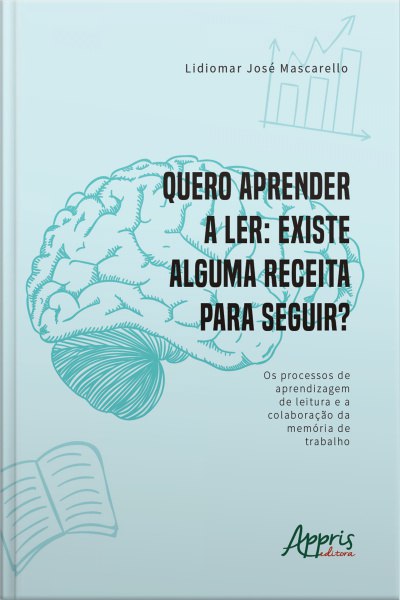 Lidiomar José Mascarello
QUERO APRENDER
A LER: EXISTE
ALGUMA RECEITA
PARA SEGUIR?
Os processos de
aprendizagem
de leitura e a
colaboração da
memória de
trabalho
Appris
editora